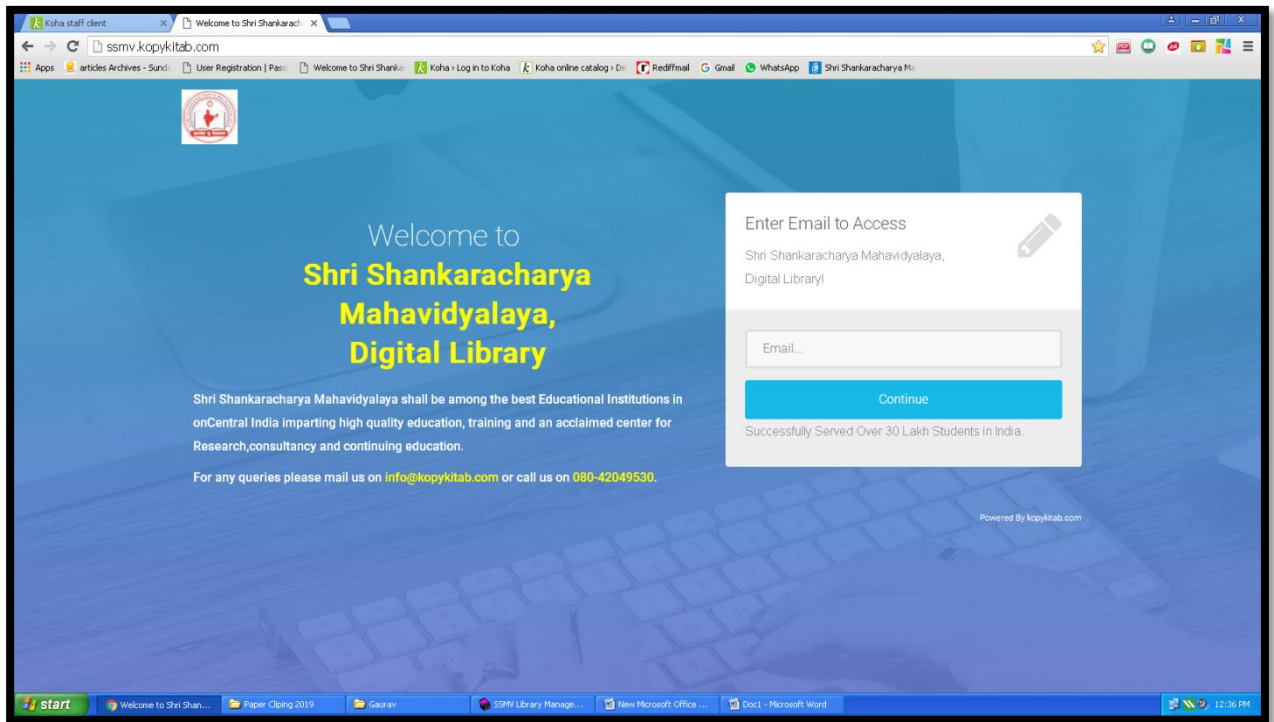 Koha staff client
Welcome to Shri Shankarach
ssmv.kopykitab.com
Apps articles Archives - Sund User Registration | Pass Welcome to Shri Shanka Koha › Log in to Koha Koha online catalog › De Rediffmail Gmail WhatsApp Shri Shankaracharya Ma
Welcome to
Shri Shankaracharya
Mahavidyalaya,
Digital Library
Shri Shankaracharya Mahavidyalaya shall be among the best Educational Institutions in
onCentral India imparting high quality education, training and an acclaimed center for
Research,consultancy and continuing education.
For any queries please mail us on info@kopykitab.com or call us on 080-42049530.
Enter Email to Access
Shri Shankaracharya Mahavidyalaya,
Digital Library!
Email...
Continue
Successfully Served Over 30 Lakh Students in India.
Powered By kopykitab.com
start Welcome to Shri Shan... Paper Cliping 2019 Gaurav SSMV Library Manage... New Microsoft Office ... Doc1 - Microsoft Word 12:36 PM